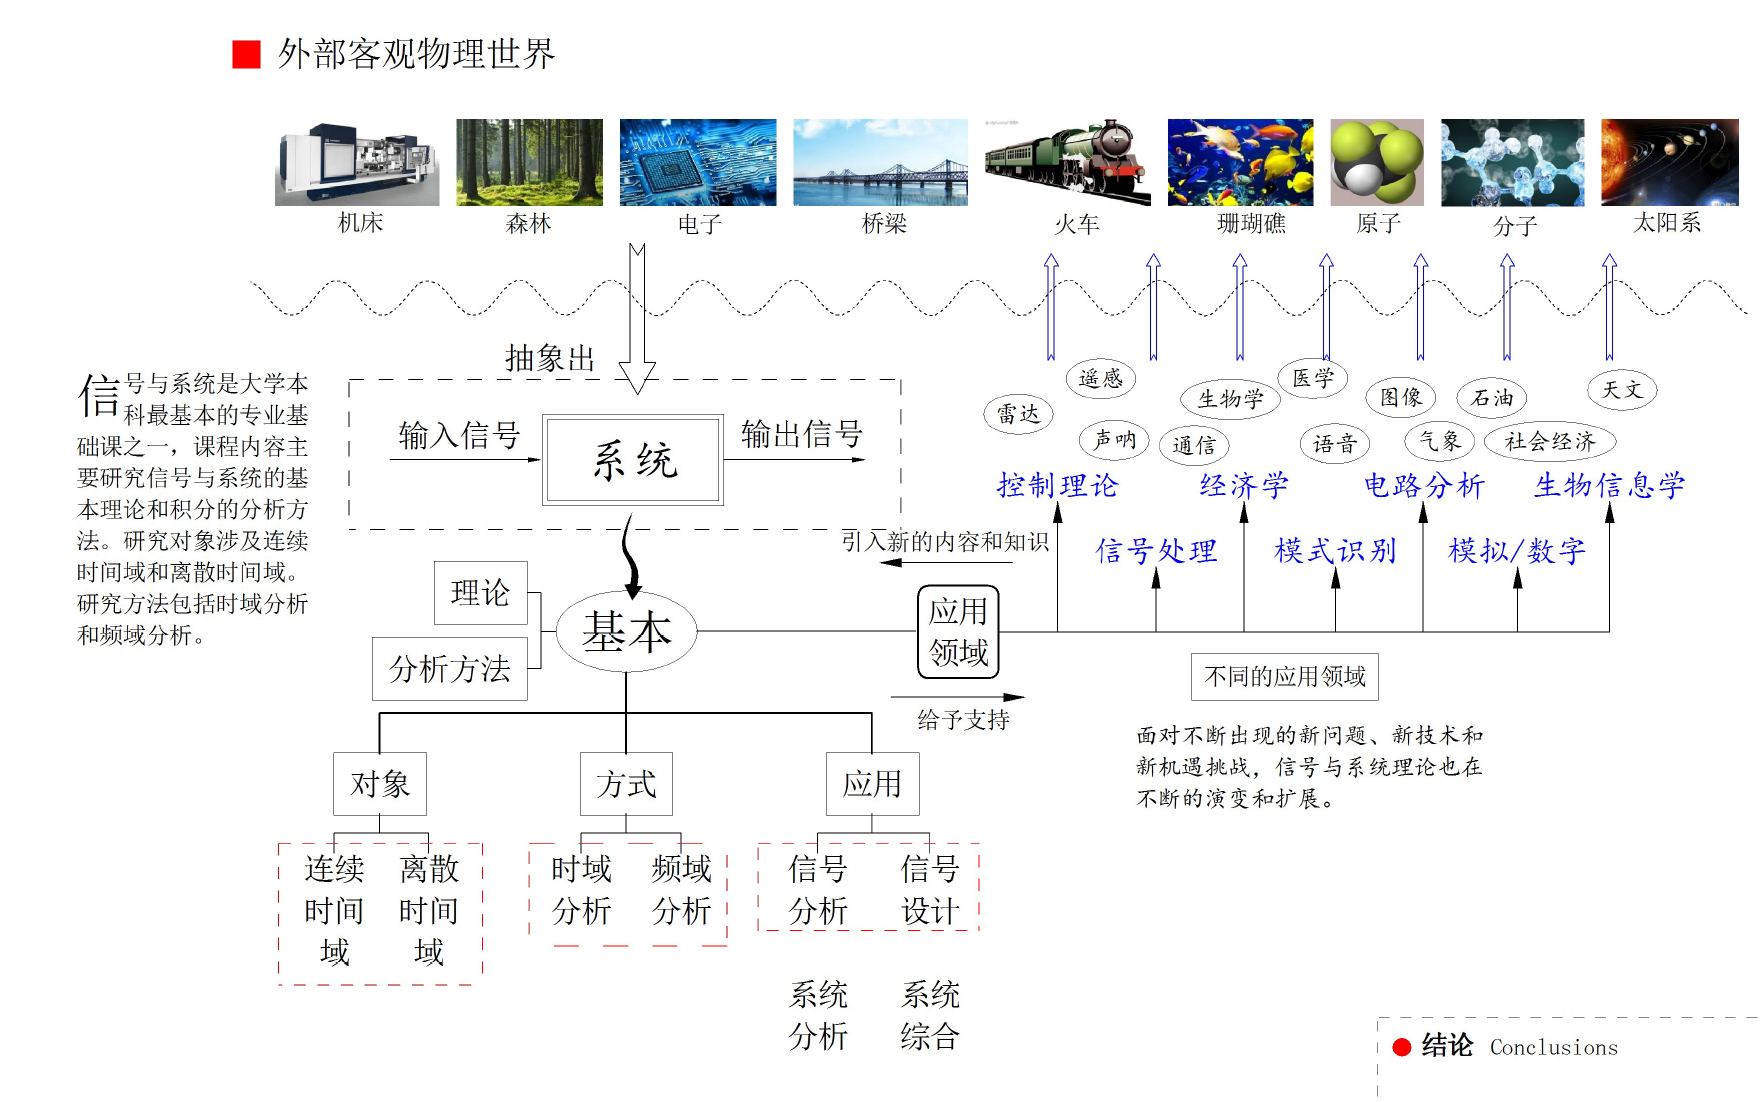 外部客观物理世界
机床
森林
电子
桥梁
火车
珊瑚礁
原子
分子
太阳系
抽象出
信号与系统是大学本
科最基本的专业基
础课之一，课程内容主
要研究信号与系统的基
本理论和积分的分析方
法。研究对象涉及连续
时间域和离散时间域。
研究方法包括时域分析
和频域分析。
输入信号
系统
输出信号
遥感
雷达
声呐
生物学
通信
医学
语音
图像
气象
石油
社会经济
天文
控制理论
经济学
电路分析
生物信息学
信号处理
模式识别
模拟/数字
引入新的内容和知识
理论
分析方法
基本
应用
领域
给予支持
不同的应用领域
面对不断出现的新问题、新技术和
新机遇挑战，信号与系统理论也在
不断的演变和扩展。
对象
方式
应用
连续
时间
域
离散
时间
域
时域
分析
频域
分析
信号
分析
信号
设计
系统
分析
系统
综合
结论 Conclusions